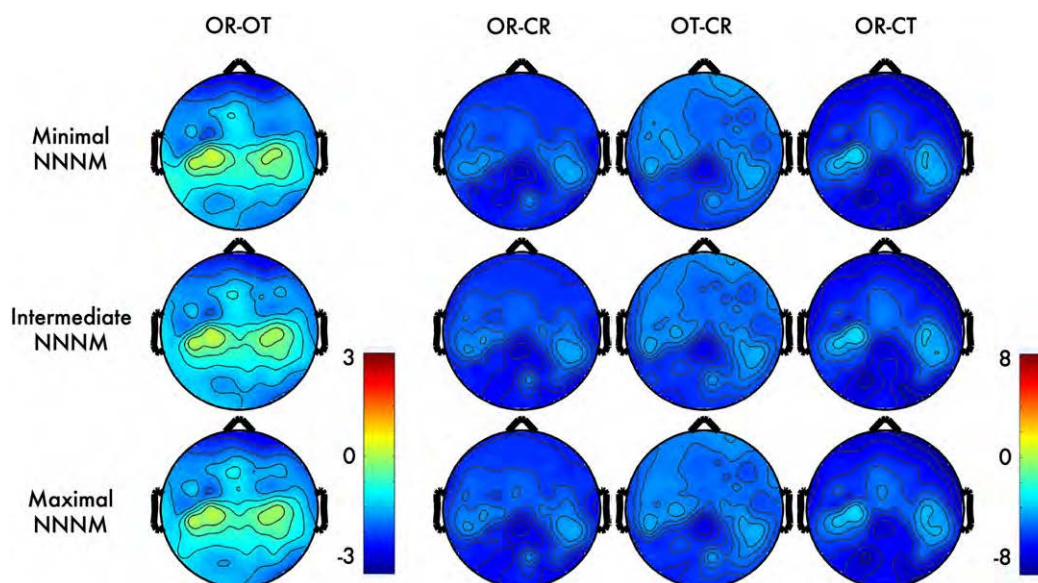 OR-OT OR-CR OT-CR OR-CT
Minimal
NNNM
Intermediate
NNNM
3 8
0 0
Maximal
NNNM
-3 -8